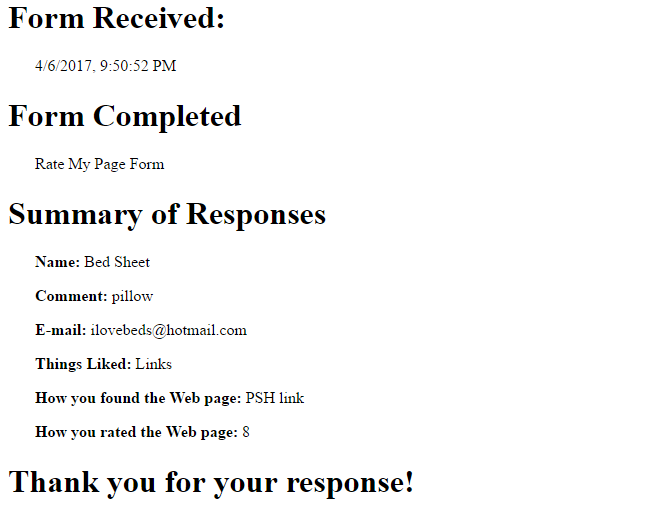 Form Received:
4/6/2017, 9:50:52 PM
Form Completed
Rate My Page Form
Summary of Responses
Name: Bed Sheet
Comment: pillow
E-mail: ilovebeds@hotmail.com
Things Liked: Links
How you found the Web page: PSH link
How you rated the Web page: 8
Thank you for your response!